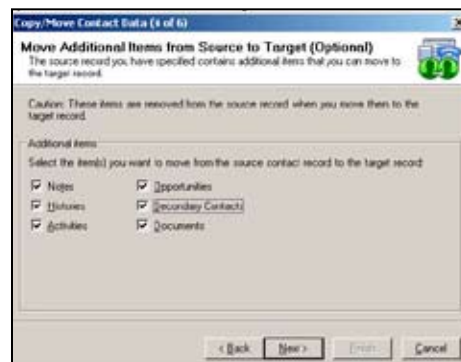 Copy/Move Contact Data (4 of 6)
Move Additional Items from Source to Target (Optional)
The source record you have specified contains additional items that you can move to
the target record.
Caution: These items are removed from the source record when you move them to the
target record.
Additional items
Select the item(s) you want to move from the source contact record to the target record:
Notes
Opportunities
Histories
Secondary Contacts
Activities
Documents
< Back
Next >
Finish
Cancel